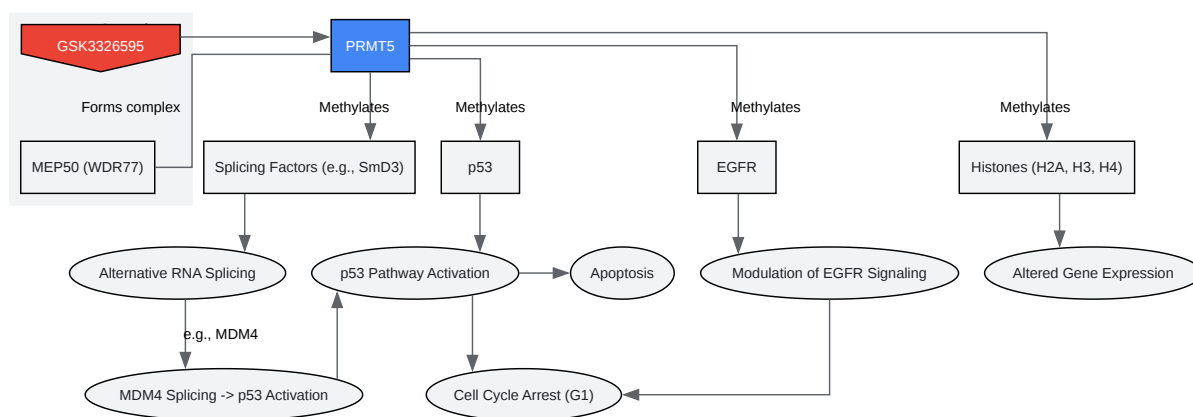 GSK3326595
PRMT5
Forms complex
Methylates
Methylates
Methylates
Methylates
MEP50 (WDR77)
Splicing Factors (e.g., SmD3)
p53
EGFR
Histones (H2A, H3, H4)
Alternative RNA Splicing
p53 Pathway Activation
Apoptosis
Modulation of EGFR Signaling
Altered Gene Expression
e.g., MDM4
MDM4 Splicing -> p53 Activation
Cell Cycle Arrest (G1)